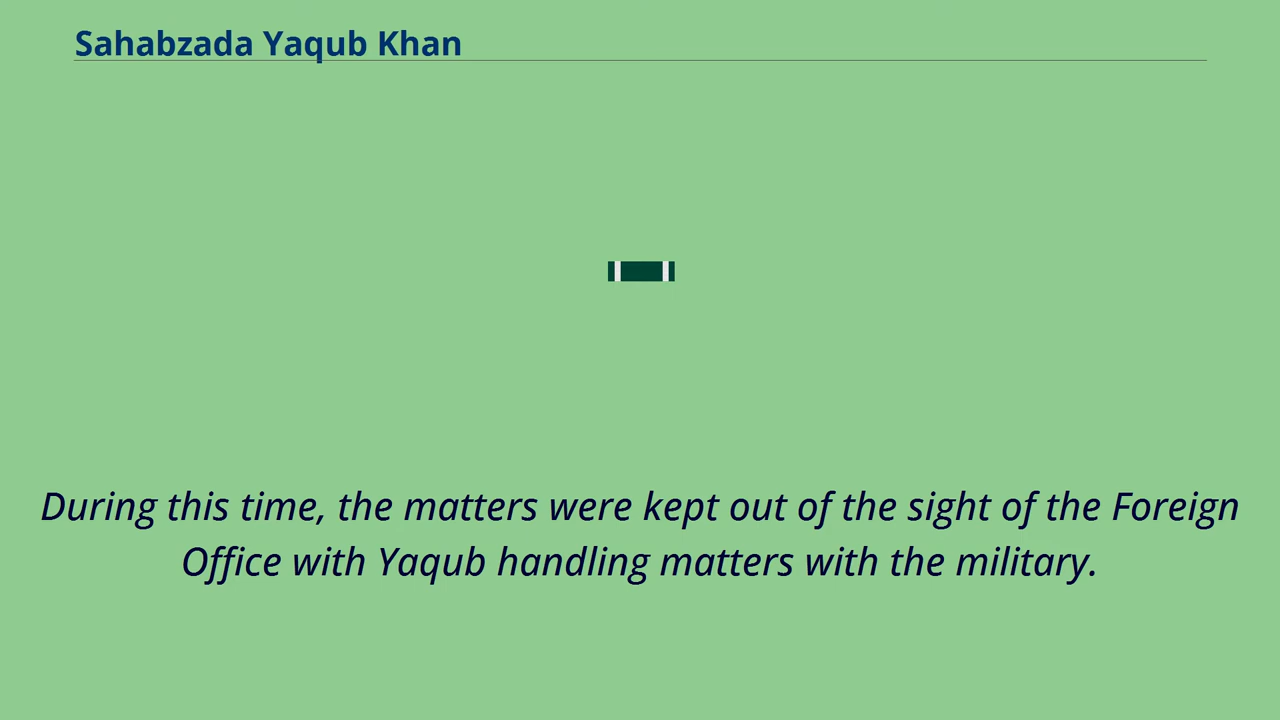 Sahabzada Yaqub Khan
During this time, the matters were kept out of the sight of the Foreign
Office with Yaqub handling matters with the military.